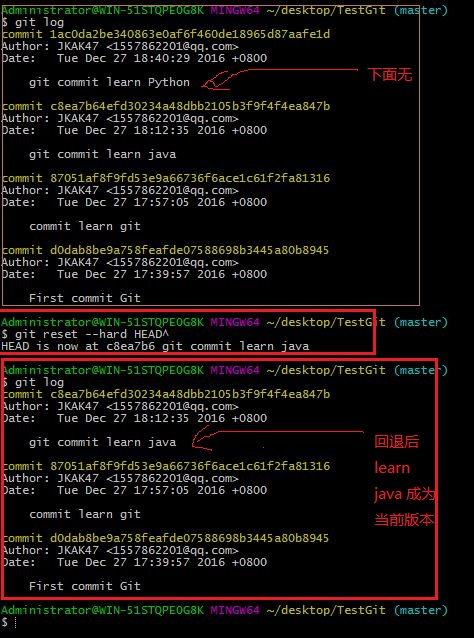 Administrator@WIN-51STQPEOG8K MINGW64 ~/desktop/TestGit (master)
$ git log
commit 1ac0da2be340863e0af6f460de18965d87aafe1d
Author: JKAK47 <1557862201@qq.com>
Date:   Tue Dec 27 18:40:29 2016 +0800
git commit learn Python
下面无
commit c8ea7b64efd30234a48dbb2105b3f9f4f4ea847b
Author: JKAK47 <1557862201@qq.com>
Date:   Tue Dec 27 18:12:35 2016 +0800
git commit learn java
commit 87051af8f9fd53e9a66736f6ace1c61f2fa81316
Author: JKAK47 <1557862201@qq.com>
Date:   Tue Dec 27 17:57:05 2016 +0800
commit learn git
commit d0dab8be9a758feafde07588698b3445a80b8945
Author: JKAK47 <1557862201@qq.com>
Date:   Tue Dec 27 17:39:57 2016 +0800
First commit Git
Administrator@WIN-51STQPEOG8K MINGW64 ~/desktop/TestGit (master)
$ git reset --hard HEAD^
HEAD is now at c8ea7b6 git commit learn java
Administrator@WIN-51STQPEOG8K MINGW64 ~/desktop/TestGit (master)
$ git log
commit c8ea7b64efd30234a48dbb2105b3f9f4f4ea847b
Author: JKAK47 <1557862201@qq.com>
Date:   Tue Dec 27 18:12:35 2016 +0800
git commit learn java
回退后
learn
java 成为
当前版本
commit 87051af8f9fd53e9a66736f6ace1c61f2fa81316
Author: JKAK47 <1557862201@qq.com>
Date:   Tue Dec 27 17:57:05 2016 +0800
commit learn git
commit d0dab8be9a758feafde07588698b3445a80b8945
Author: JKAK47 <1557862201@qq.com>
Date:   Tue Dec 27 17:39:57 2016 +0800
First commit Git
Administrator@WIN-51STQPEOG8K MINGW64 ~/desktop/TestGit (master)
$